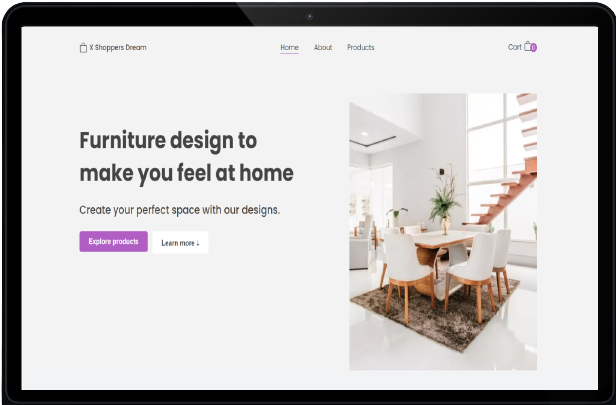 X Shoppers Dream
Home About Products
Cart 0
Furniture design to
make you feel at home
Create your perfect space with our designs.
Explore products
Learn more ↓